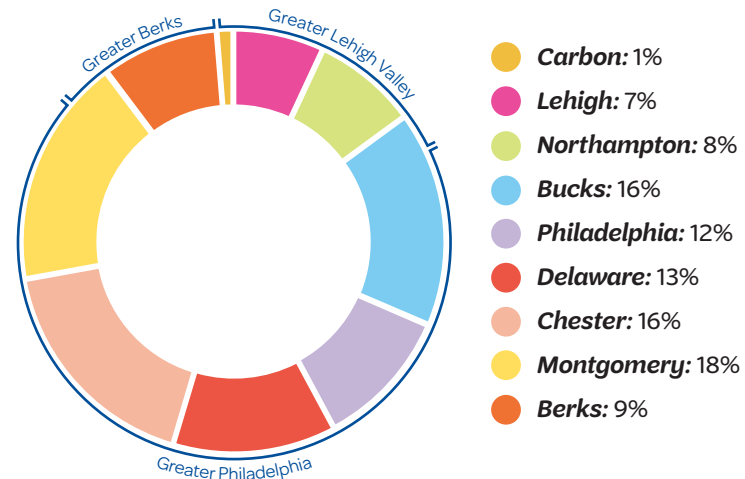 Greater Berks
Greater Lehigh Valley
Greater Philadelphia
Carbon: 1%
Lehigh: 7%
Northampton: 8%
Bucks: 16%
Philadelphia: 12%
Delaware: 13%
Chester: 16%
Montgomery: 18%
Berks: 9%